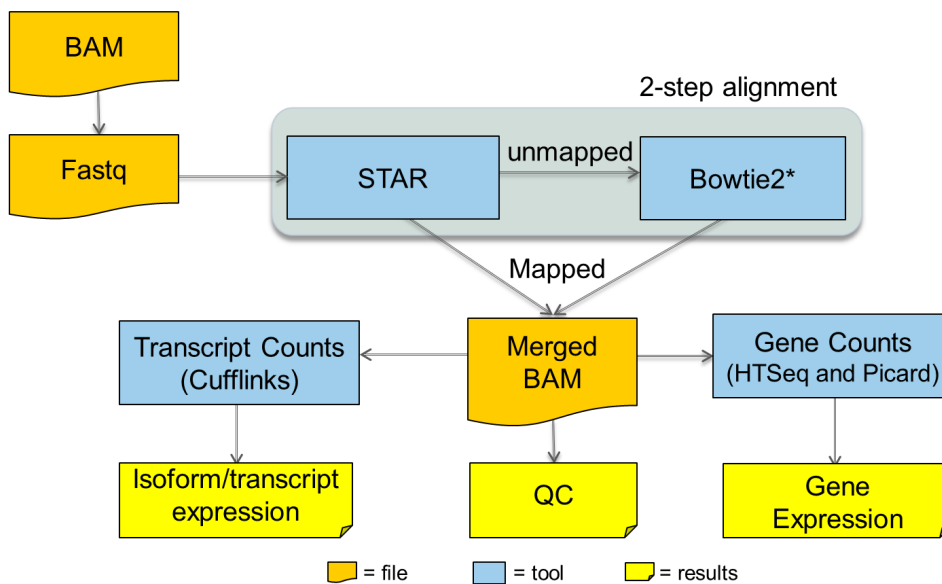 BAM
2-step alignment
Fastq
STAR
unmapped
Bowtie2*
Mapped
Transcript Counts
(Cufflinks)
Merged
BAM
Gene Counts
(HTSeq and Picard)
Isoform/transcript
expression
QC
Gene
Expression
= file
= tool
= results